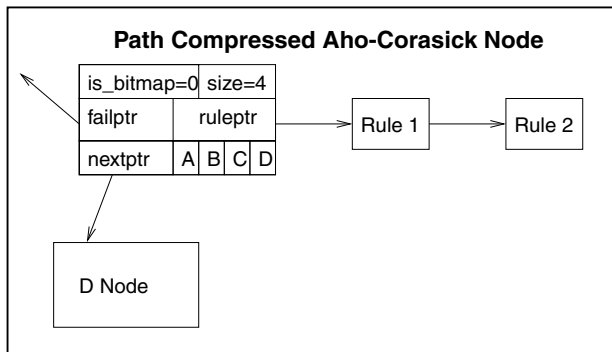 Path Compressed Aho-Corasick Node
is_bitmap=0 size=4
failptr ruleptr
Rule 1
Rule 2
nextptr A B C D
D Node